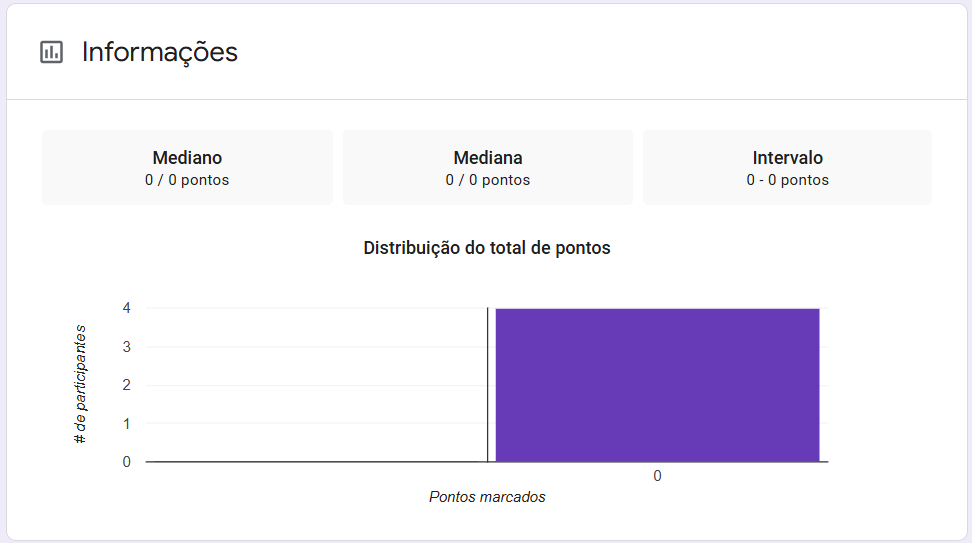 Informações
Mediano
0 / 0 pontos
Mediana
0 / 0 pontos
Intervalo
0 - 0 pontos
Distribuição do total de pontos
# de participantes
4
3
2
1
0
0
Pontos marcados